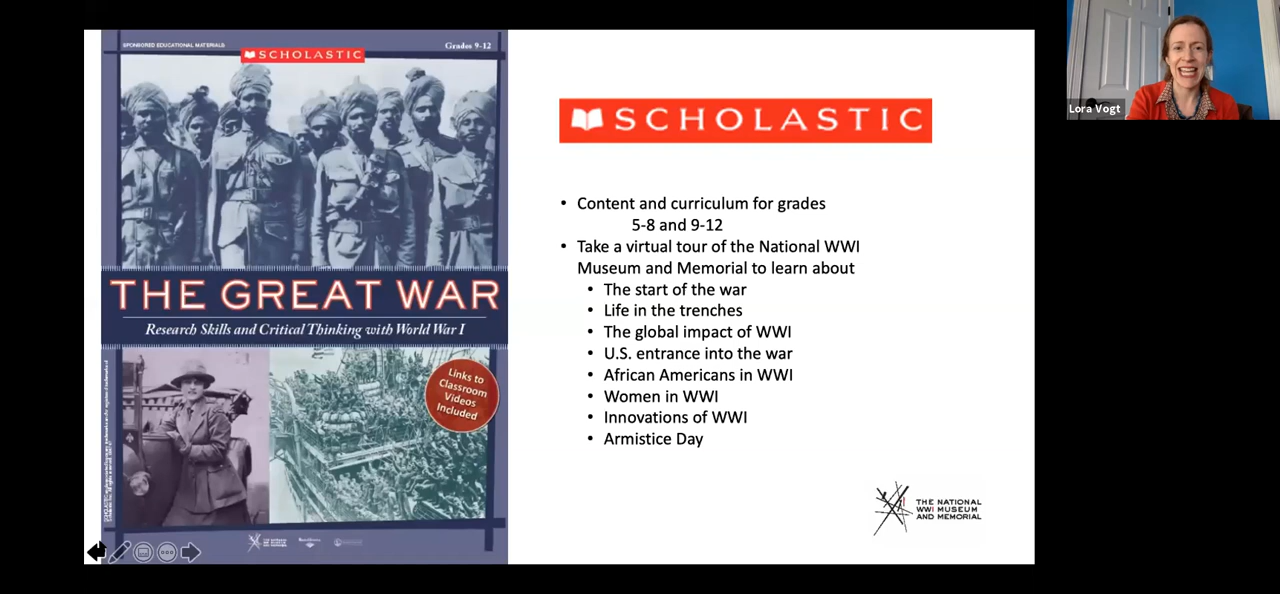 SPONSORED EDUCATIONAL MATERIALS
Grades 9-12
SCHOLASTIC
THE GREAT WAR
Research Skills and Critical Thinking with World War I
Links to
Classroom
Videos
Included
SCHOLASTIC
• Content and curriculum for grades
5-8 and 9-12
• Take a virtual tour of the National WWI
Museum and Memorial to learn about
• The start of the war
• Life in the trenches
• The global impact of WWI
• U.S. entrance into the war
• African Americans in WWI
• Women in WWI
• Innovations of WWI
• Armistice Day
THE NATIONAL
WWI MUSEUM
AND MEMORIAL
Lora Vogt